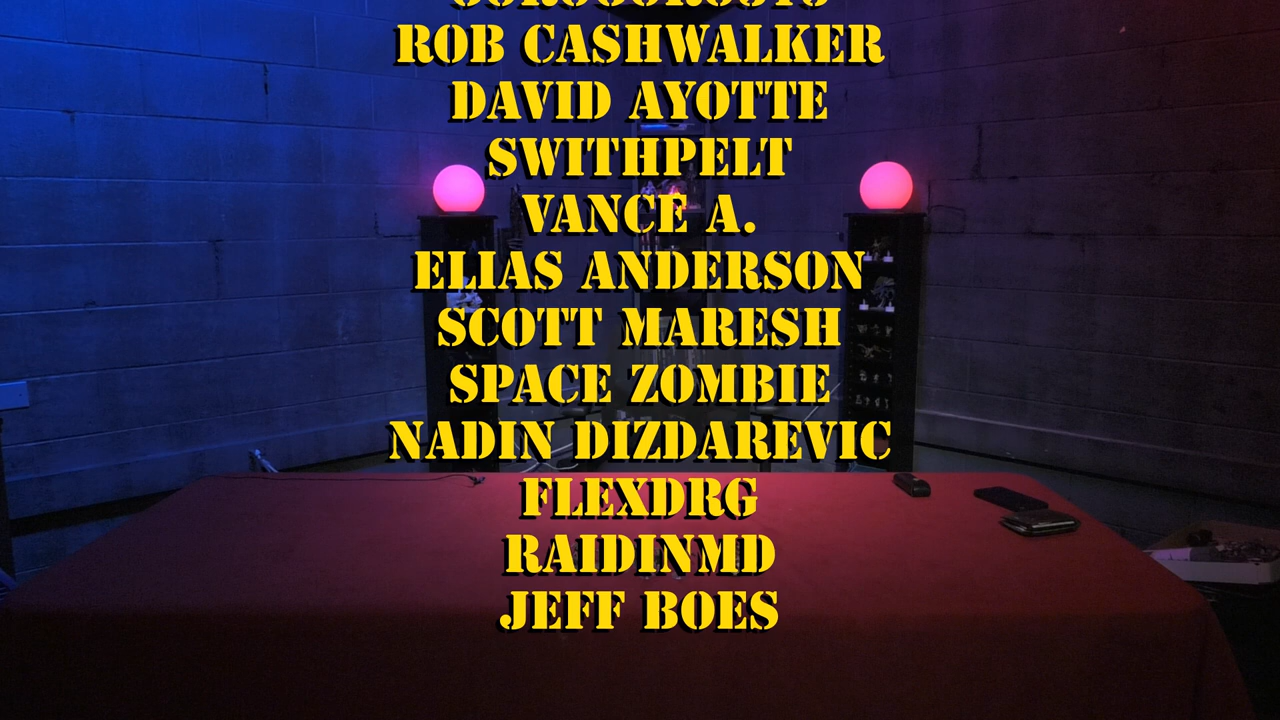 ROB CASHWALKER
DAVID AYOTTE
SWITHPELT
VANCE A.
ELIAS ANDERSON
SCOTT MARESH
SPACE ZOMBIE
NADIN DIZDAREVIC
FLEXDRG
RAIDINMD
JEFF BOES